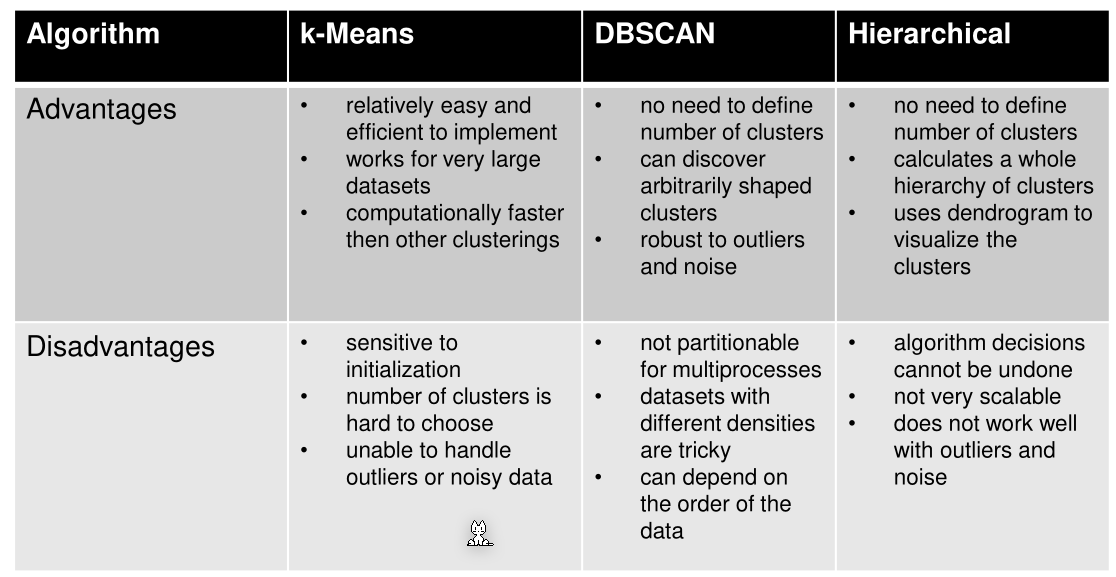 Algorithm
k-Means
DBSCAN
Hierarchical
Advantages
• relatively easy and
efficient to implement
• works for very large
datasets
• computationally faster
then other clusterings
• no need to define
number of clusters
• can discover
arbitrarily shaped
clusters
• robust to outliers
and noise
• no need to define
number of clusters
• calculates a whole
hierarchy of clusters
• uses dendrogram to
visualize the
clusters
Disadvantages
• sensitive to
initialization
• number of clusters is
hard to choose
• unable to handle
outliers or noisy data
• not partitionable
for multiprocesses
• datasets with
different densities
are tricky
• can depend on
the order of the
data
• algorithm decisions
cannot be undone
• not very scalable
• does not work well
with outliers and
noise